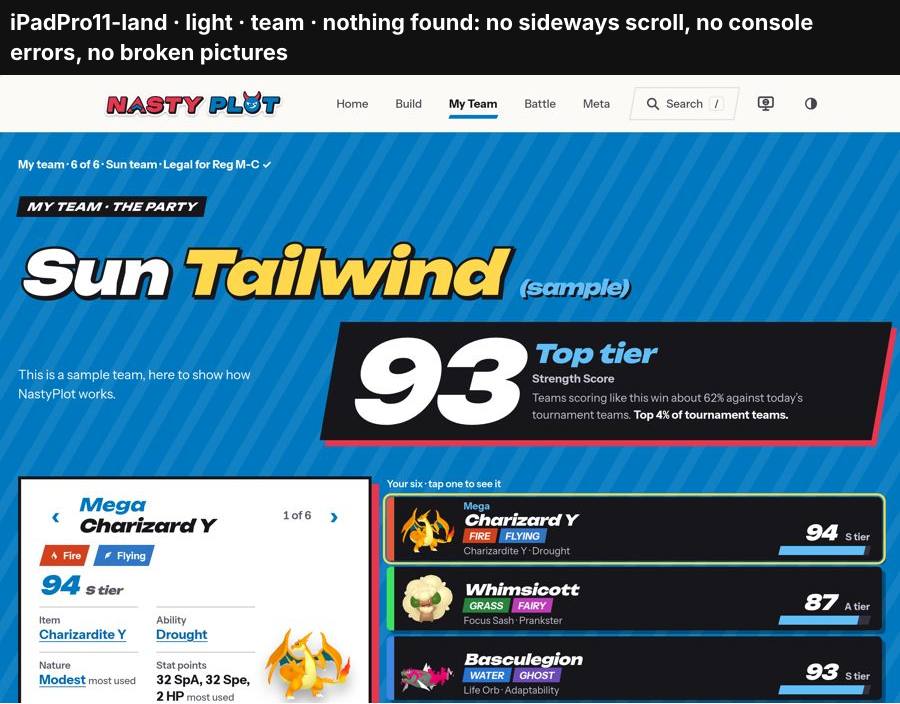 iPadPro11-land · light · team · nothing found: no sideways scroll, no console
errors, no broken pictures
NASTY PLOT
Home Build My Team Battle Meta Search /
My team · 6 of 6 · Sun team · Legal for Reg M-C ✓
MY TEAM · THE PARTY
Sun Tailwind (sample)
This is a sample team, here to show how
NastyPlot works.
93
Top tier
Strength Score
Teams scoring like this win about 62% against today's
tournament teams. Top 4% of tournament teams.
‹ Mega
Charizard Y
1 of 6 ›
Fire Flying
94 S tier
Item
Charizardite Y
Ability
Drought
Nature
Modest most used
Stat points
32 SpA, 32 Spe,
2 HP most used
Your six · tap one to see it
Mega
Charizard Y
FIRE FLYING
Charizardite Y · Drought
94 S tier
Whimsicott
GRASS FAIRY
Focus Sash · Prankster
87 A tier
Basculegion
WATER GHOST
Life Orb · Adaptability
93 S tier